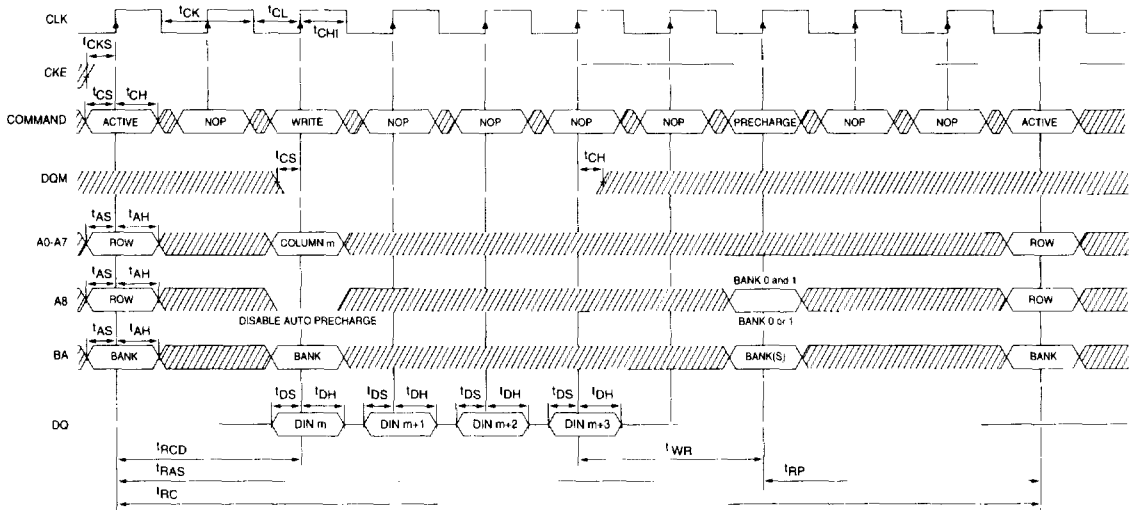 CLK
tCK
tCL
tCHI
tCKS
CKE
tCS tCH
COMMAND ACTIVE NOP WRITE NOP NOP NOP NOP PRECHARGE NOP NOP ACTIVE
tCS tCH
DQM
tAS tAH
A0-A7 ROW COLUMN m ROW
tAS tAH
BANK 0 and 1
A8 ROW ROW
DISABLE AUTO PRECHARGE BANK 0 or 1
tAS tAH
BA BANK BANK BANK(S) BANK
tDS tDH tDS tDH tDS tDH tDS tDH
DQ DIN m DIN m+1 DIN m+2 DIN m+3
tRCD tWR
tRAS tRP
tRC